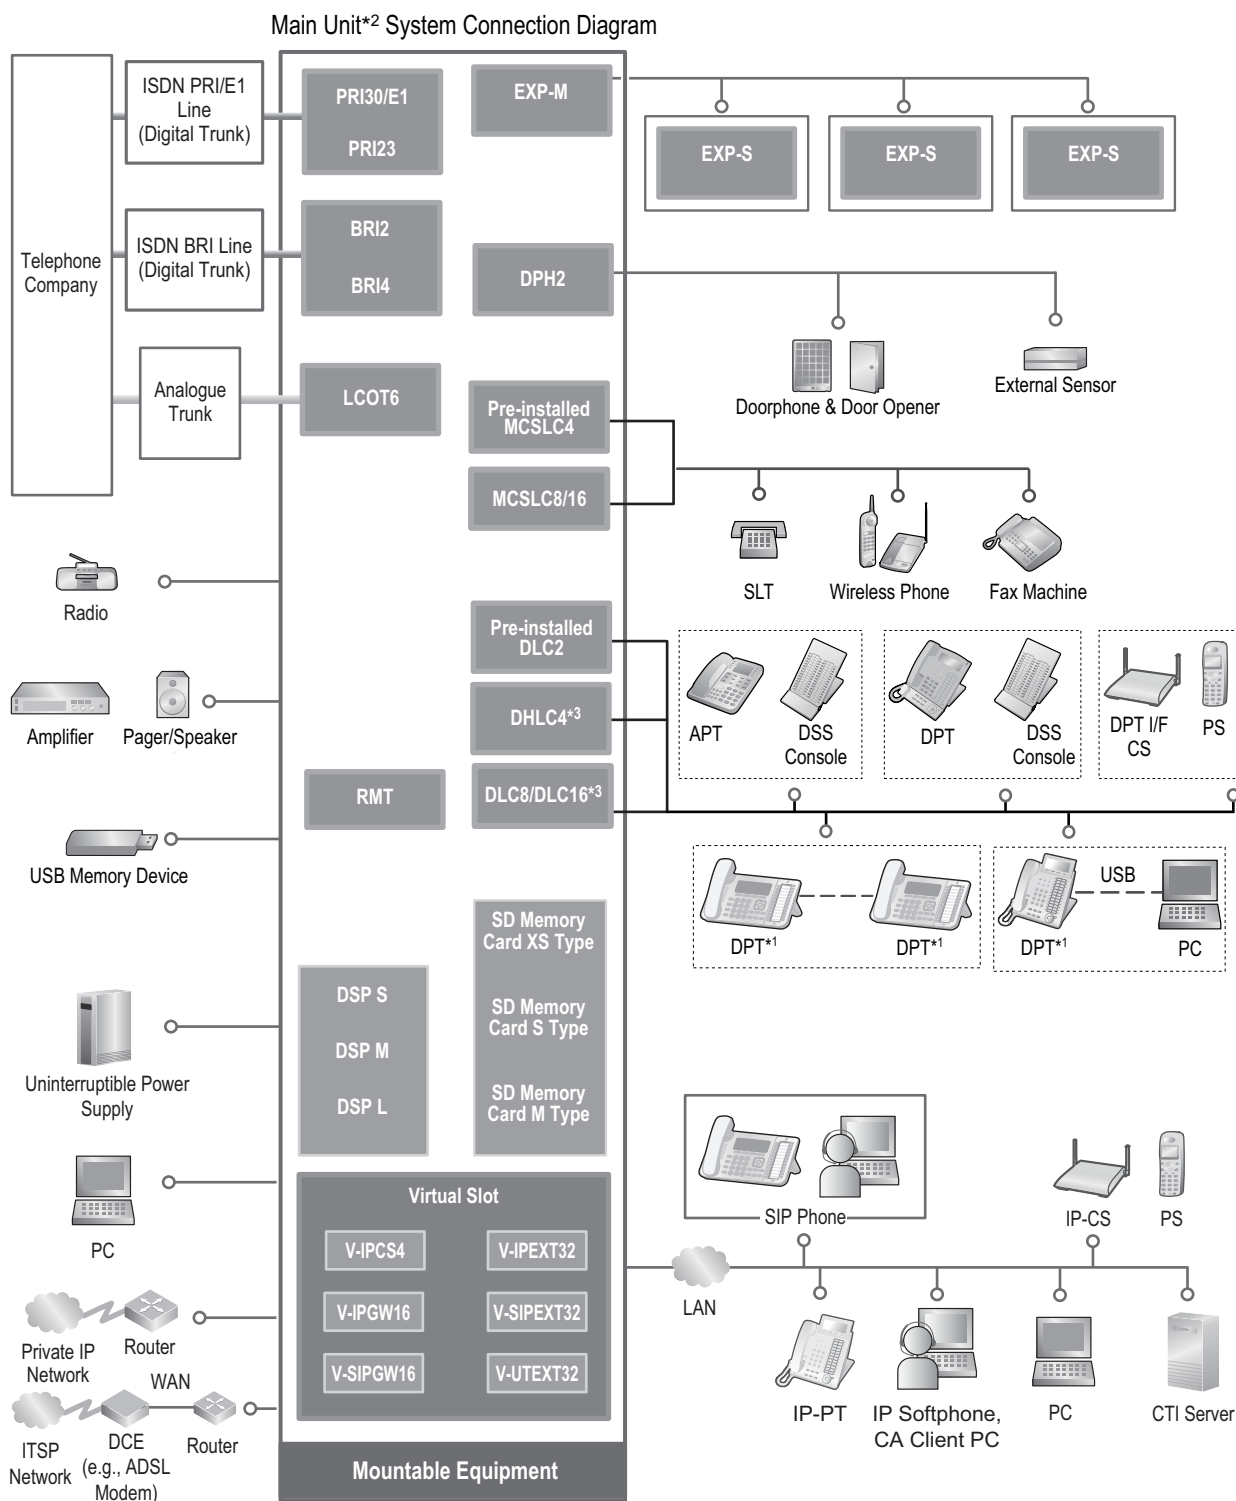 Main Unit*2 System Connection Diagram
ISDN PRI/E1
Line
(Digital Trunk)
PRI30/E1
PRI23
EXP-M
EXP-S
EXP-S
EXP-S
Telephone
Company
ISDN BRI Line
(Digital Trunk)
BRI2
BRI4
DPH2
Doorphone & Door Opener
External Sensor
Analogue
Trunk
LCOT6
Pre-installed
MCSLC4
MCSLC8/16
SLT
Wireless Phone
Fax Machine
Radio
Pre-installed
DLC2
Amplifier
Pager/Speaker
DHLC4*3
APT
DSS
Console
DPT
DSS
Console
DPT I/F
CS
PS
RMT
DLC8/DLC16*3
USB Memory Device
DPT*1
DPT*1
USB
DPT*1
PC
SD Memory
Card XS Type
SD Memory
Card S Type
SD Memory
Card M Type
DSP S
DSP M
DSP L
Uninterruptible Power
Supply
PC
Virtual Slot
V-IPCS4
V-IPEXT32
V-IPGW16
V-SIPEXT32
V-SIPGW16
V-UTEXT32
SIP Phone
IP-CS
PS
LAN
IP-PT
IP Softphone,
CA Client PC
PC
CTI Server
Private IP
Network
Router
WAN
ITSP
Network
DCE
(e.g., ADSL
Modem)
Router
Mountable Equipment